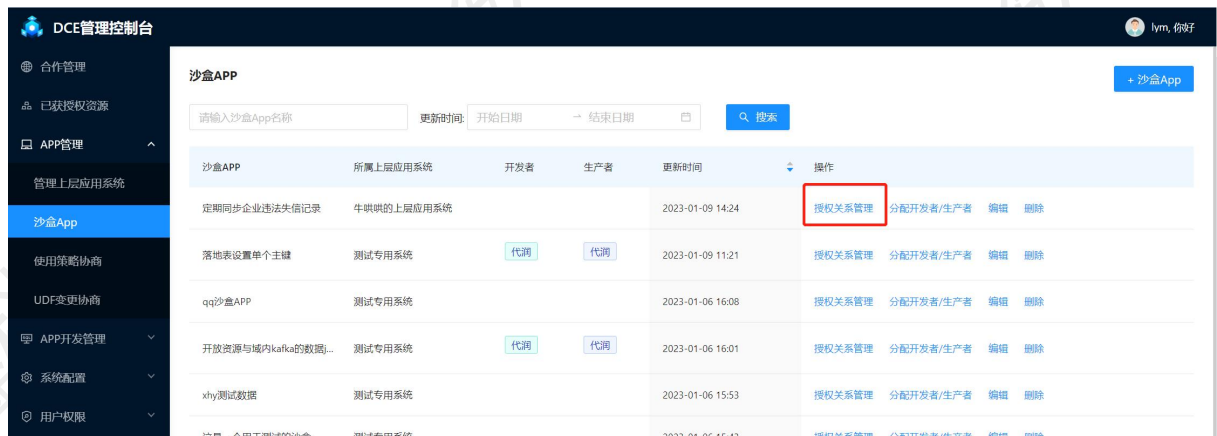 DCE管理控制台
lym, 你好
合作管理
已获授权资源
APP管理
管理上层应用系统
沙盒App
使用策略协商
UDF变更协商
APP开发管理
系统配置
用户权限
沙盒APP
+ 沙盒App
请输入沙盒App名称
更新时间: 开始日期 → 结束日期
搜索
沙盒APP 所属上层应用系统 开发者 生产者 更新时间 操作
定期同步企业违法失信记录 牛哄哄的上层应用系统 2023-01-09 14:24 授权关系管理 分配开发者/生产者 编辑 删除
落地表设置单个主键 测试专用系统 代润 代润 2023-01-09 11:21 授权关系管理 分配开发者/生产者 编辑 删除
qq沙盒APP 测试专用系统 2023-01-06 16:08 授权关系管理 分配开发者/生产者 编辑 删除
开放资源与域内kafka的数据j... 测试专用系统 代润 代润 2023-01-06 16:01 授权关系管理 分配开发者/生产者 编辑 删除
xhy测试数据 测试专用系统 2023-01-06 15:53 授权关系管理 分配开发者/生产者 编辑 删除